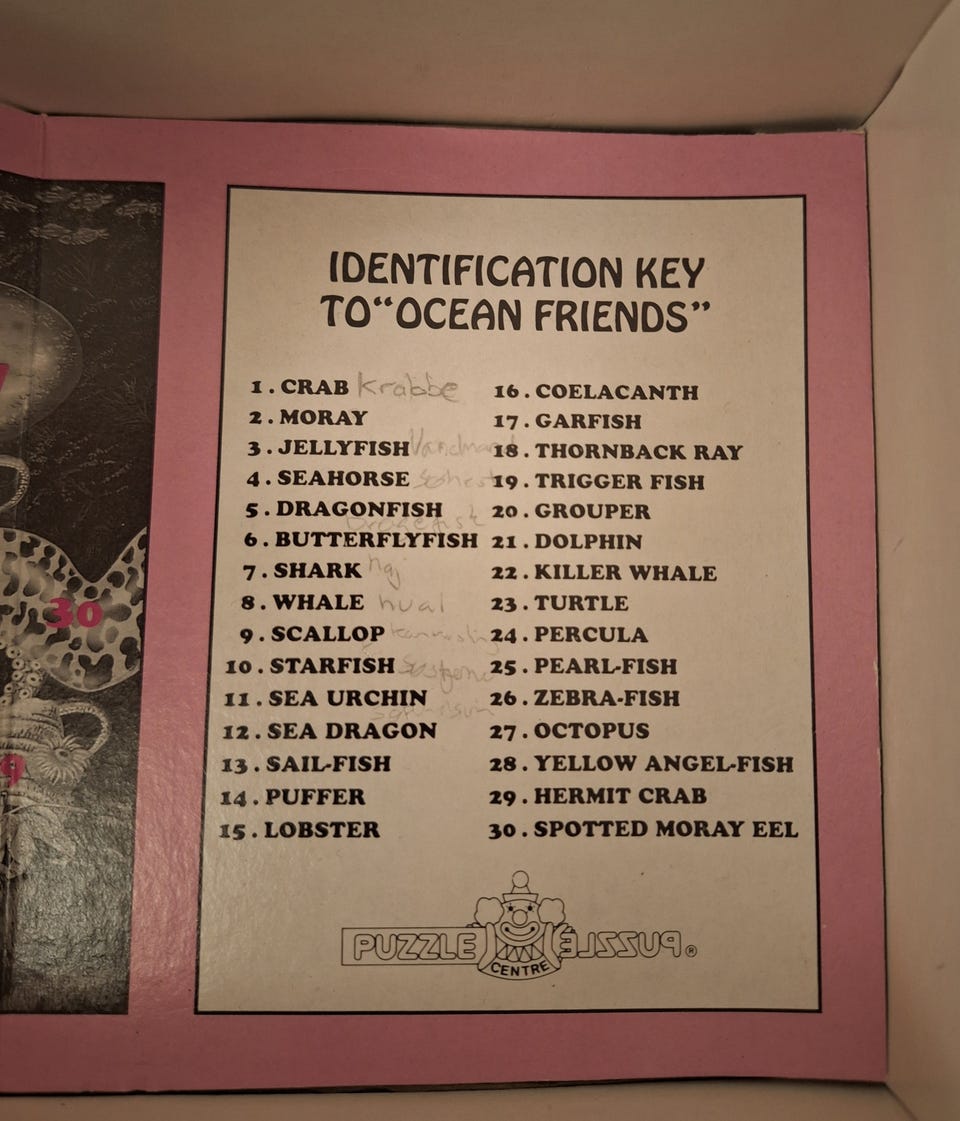 IDENTIFICATION KEY
TO "OCEAN FRIENDS"
1. CRAB Krabbe
2. MORAY
3. JELLYFISH
4. SEAHORSE
5. DRAGONFISH
6. BUTTERFLYFISH
7. SHARK haj
8. WHALE hval
9. SCALLOP
10. STARFISH
11. SEA URCHIN
12. SEA DRAGON
13. SAIL-FISH
14. PUFFER
15. LOBSTER
16. COELACANTH
17. GARFISH
18. THORNBACK RAY
19. TRIGGER FISH
20. GROUPER
21. DOLPHIN
22. KILLER WHALE
23. TURTLE
24. PERCULA
25. PEARL-FISH
26. ZEBRA-FISH
27. OCTOPUS
28. YELLOW ANGEL-FISH
29. HERMIT CRAB
30. SPOTTED MORAY EEL
PUZZLE CENTRE PUZZLE ®
30
9